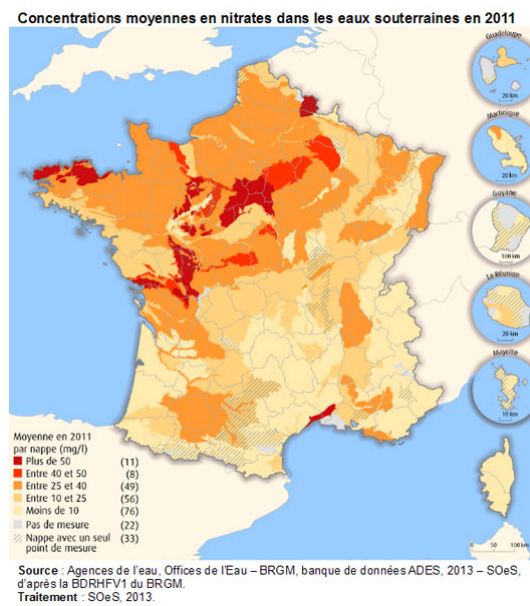 Concentrations moyennes en nitrates dans les eaux souterraines en 2011
Guadeloupe
20 km
Martinique
20 km
Guyane
100 km
La Réunion
20 km
Mayotte
10 km
Moyenne en 2011
par nappe (mg/l)
Plus de 50 (11)
Entre 40 et 50 (8)
Entre 25 et 40 (49)
Entre 10 et 25 (56)
Moins de 10 (76)
Pas de mesure (22)
Nappe avec un seul (33)
point de mesure
0 50 100 km
Source : Agences de l'eau, Offices de l'Eau – BRGM, banque de données ADES, 2013 – SOeS,
d'après la BDRHFV1 du BRGM.
Traitement : SOeS, 2013.